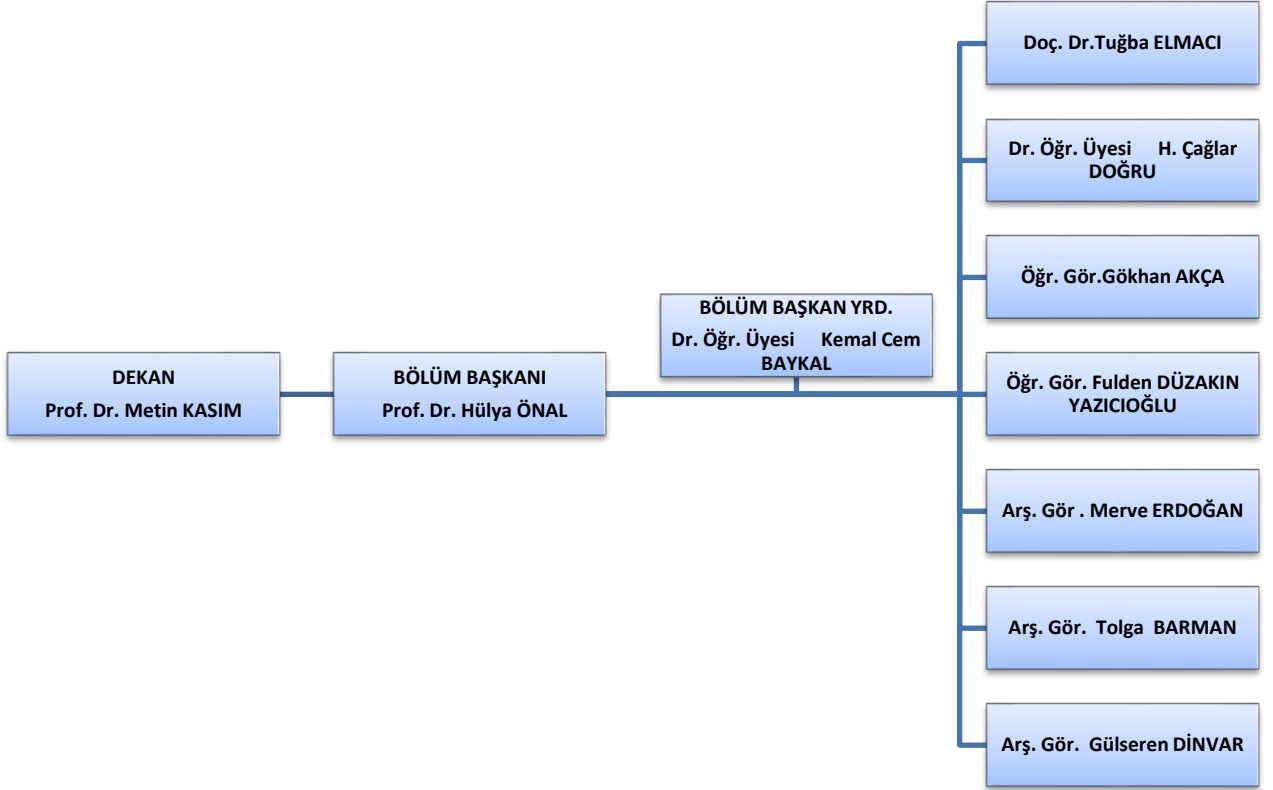 DEKAN
Prof. Dr. Metin KASIM
BÖLÜM BAŞKANI
Prof. Dr. Hülya ÖNAL
BÖLÜM BAŞKAN YRD.
Dr. Öğr. Üyesi Kemal Cem
BAYKAL
Doç. Dr.Tuğba ELMACI
Dr. Öğr. Üyesi H. Çağlar
DOĞRU
Öğr. Gör.Gökhan AKÇA
Öğr. Gör. Fulden DÜZAKIN
YAZICIOĞLU
Arş. Gör . Merve ERDOĞAN
Arş. Gör. Tolga BARMAN
Arş. Gör. Gülseren DİNVAR